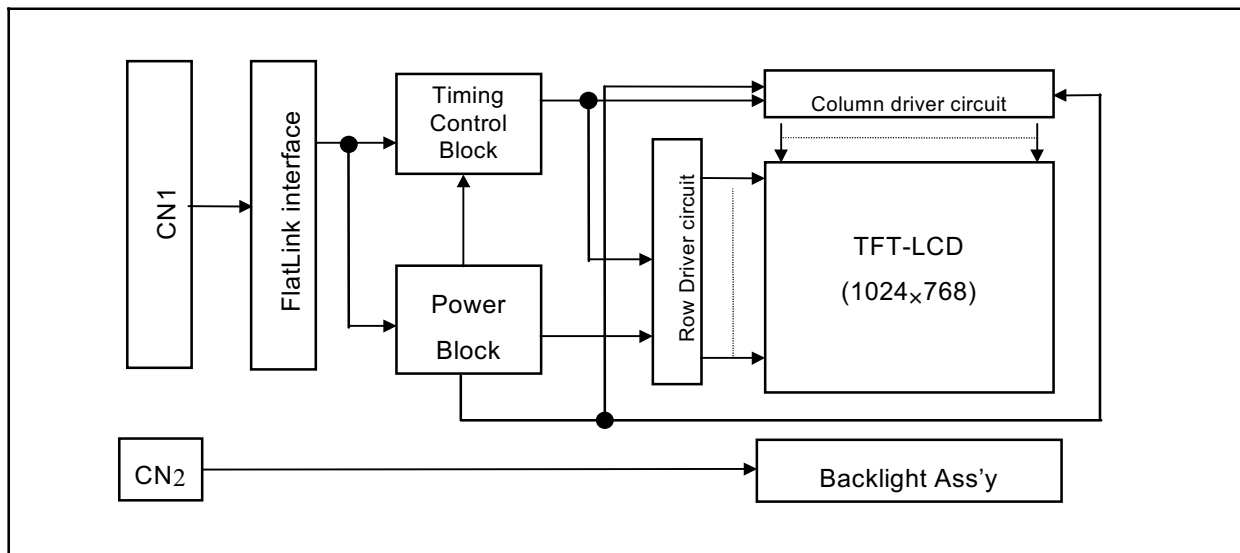 CN1
FlatLink interface
Timing
Control
Block
Power
Block
Row Driver circuit
Column driver circuit
TFT-LCD
(1024×768)
CN2
Backlight Ass’y